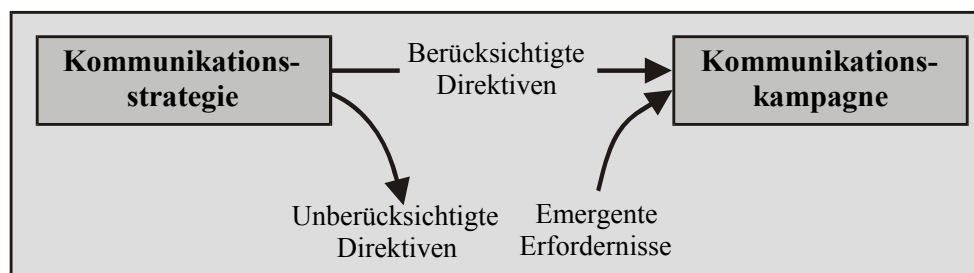 Kommunikations-
strategie
Berücksichtigte
Direktiven
Kommunikations-
kampagne
Unberücksichtigte
Direktiven
Emergente
Erfordernisse